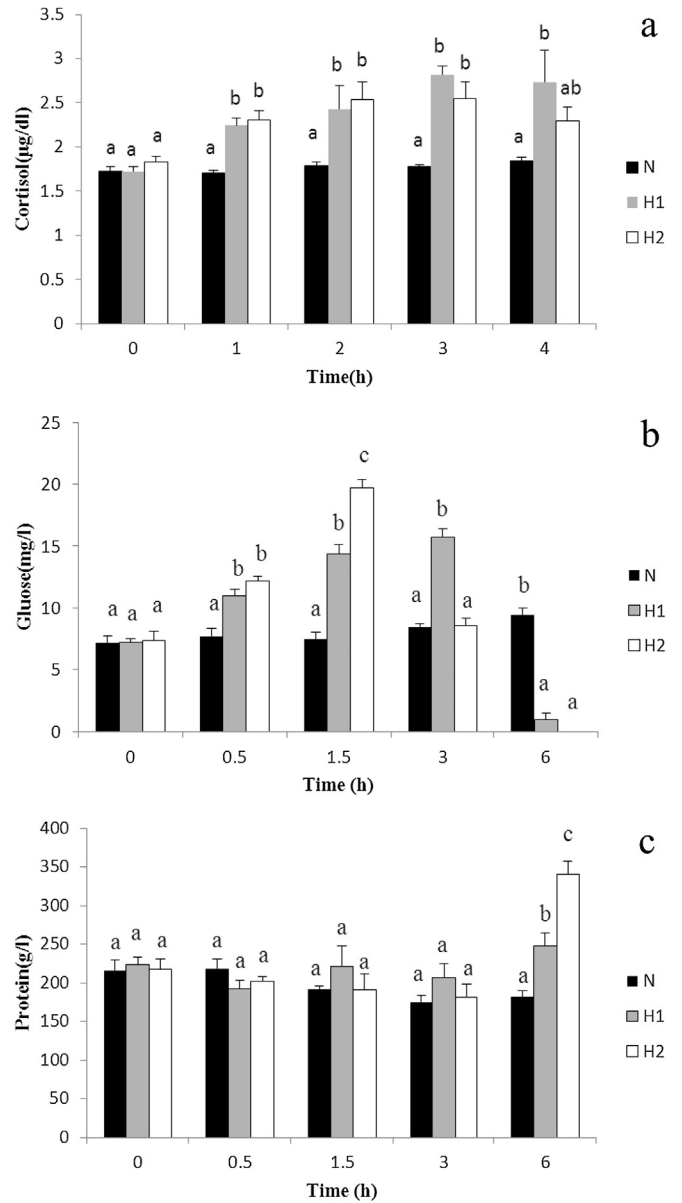 a
3.5
3
2.5
2
1.5
1
0.5
0
Cortisol(µg/dl)
a a a
a b b
a b b
a b b
a b ab
0 1 2 3 4
Time(h)
N
H1
H2
b
25
20
15
10
5
0
Gluose(mg/l)
a a a
a b b
a b c
a b a
b a a
0 0.5 1.5 3 6
Time (h)
N
H1
H2
c
400
350
300
250
200
150
100
50
0
Protein(g/l)
a a a
a a a
a a a
a a a
a b c
0 0.5 1.5 3 6
Time (h)
N
H1
H2